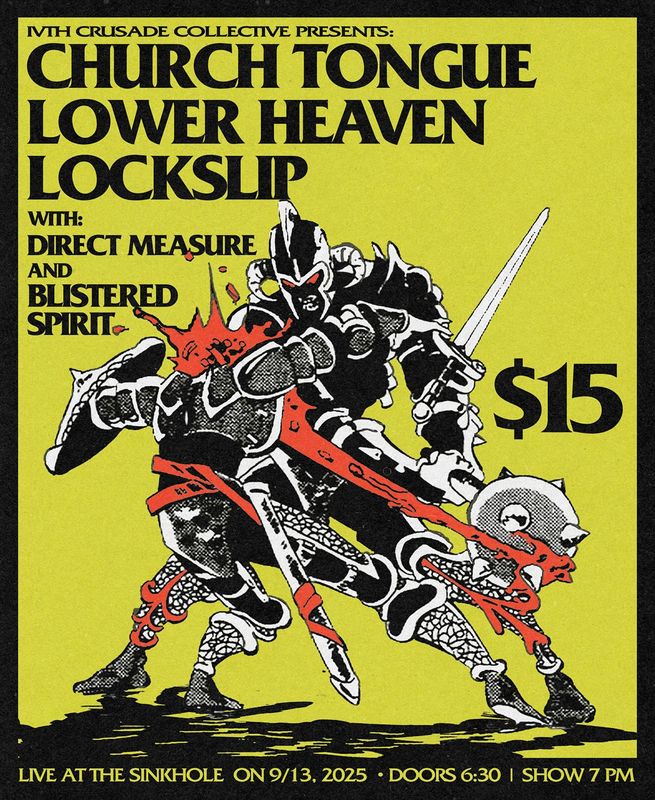 IVTH CRUSADE COLLECTIVE PRESENTS:
CHURCH TONGUE
LOWER HEAVEN
LOCKSLIP
WITH:
DIRECT MEASURE
AND
BLISTERED
SPIRIT
$15
LIVE AT THE SINKHOLE ON 9/13, 2025 • DOORS 6:30 | SHOW 7 PM